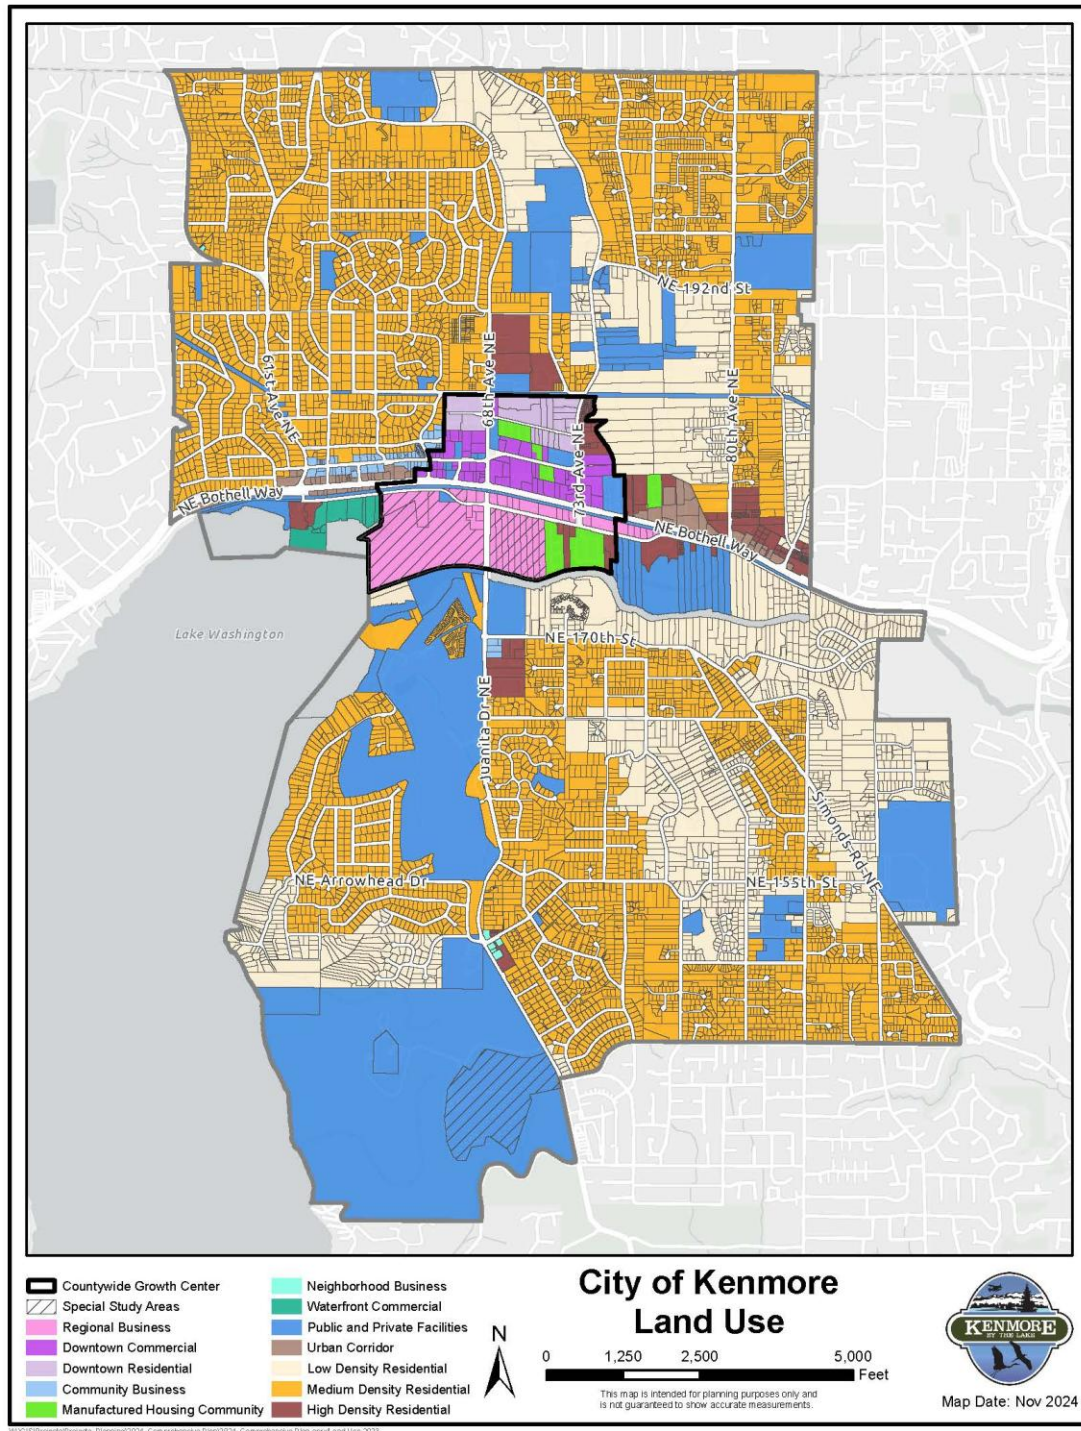 NE 192nd St
68th Ave NE
61st Ave NE
80th Ave NE
73rd Ave NE
NE Bothell Way
NE Bothell Way
Lake Washington
NE 170th St
Juanita Dr NE
Simonds Rd NE
NE Arrowhead Dr
NE 155th St
Countywide Growth Center
Special Study Areas
Regional Business
Downtown Commercial
Downtown Residential
Community Business
Manufactured Housing Community
Neighborhood Business
Waterfront Commercial
Public and Private Facilities
Urban Corridor
Low Density Residential
Medium Density Residential
High Density Residential
N
City of Kenmore
Land Use
0 1,250 2,500 5,000
Feet
This map is intended for planning purposes only and
is not guaranteed to show accurate measurements.
KENMORE
BY THE LAKE
Map Date: Nov 2024